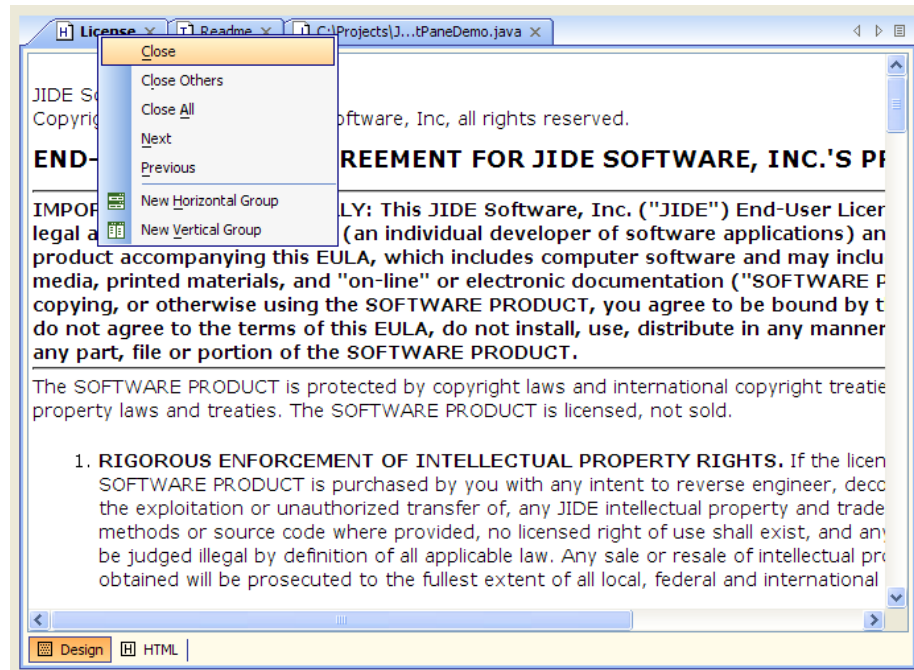 License
Readme
C:\Projects\J...tPaneDemo.java
Close
Close Others
Close All
Next
Previous
New Horizontal Group
New Vertical Group
JIDE
Copyrig oftware, Inc, all rights reserved.
END- REEMENT FOR JIDE SOFTWARE, INC.'S
IMPOR LY: This JIDE Software, Inc. ("JIDE") End-User Licen
legal a (an individual developer of software applications) an
product accompanying this EULA, which includes computer software and may inclu
media, printed materials, and "on-line" or electronic documentation ("SOFTWARE P
copying, or otherwise using the SOFTWARE PRODUCT, you agree to be bound by t
do not agree to the terms of this EULA, do not install, use, distribute in any manner
any part, file or portion of the SOFTWARE PRODUCT.
The SOFTWARE PRODUCT is protected by copyright laws and international copyright treatie
property laws and treaties. The SOFTWARE PRODUCT is licensed, not sold.
1. RIGOROUS ENFORCEMENT OF INTELLECTUAL PROPERTY RIGHTS. If the licen
SOFTWARE PRODUCT is purchased by you with any intent to reverse engineer, deco
the exploitation or unauthorized transfer of, any JIDE intellectual property and trade
methods or source code where provided, no licensed right of use shall exist, and any
be judged illegal by definition of all applicable law. Any sale or resale of intellectual pro
obtained will be prosecuted to the fullest extent of all local, federal and international
Design
H HTML